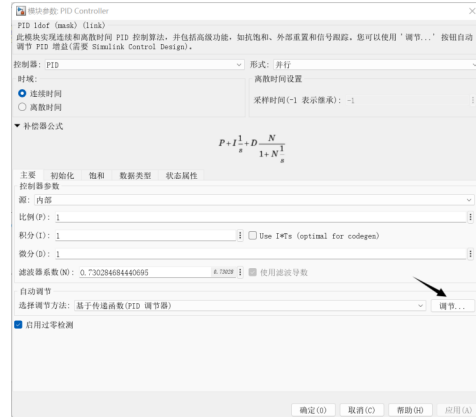 模块参数: PID Controller
PID 1dof (mask) (link)
此模块实现连续和离散时间 PID 控制算法，并包括高级功能，如抗饱和、外部重置和信号跟踪。您可以使用 '调节...' 按钮自动
调节 PID 增益(需要 Simulink Control Design)。
控制器: PID
形式: 并行
时域:
离散时间设置
连续时间
离散时间
采样时间(-1 表示继承): -1
补偿器公式
P+I 1/s +D N/(1+N 1/s)
主要 初始化 饱和 数据类型 状态属性
控制器参数
源: 内部
比例(P): 1
积分(I): 1
Use I*Ts (optimal for codegen)
微分(D): 1
滤波器系数(N): 0.730284684440695 0.73028
使用滤波导数
自动调节
选择调节方法: 基于传递函数(PID 调节器)
调节...
启用过零检测
确定(O) 取消(C) 帮助(H) 应用(A)